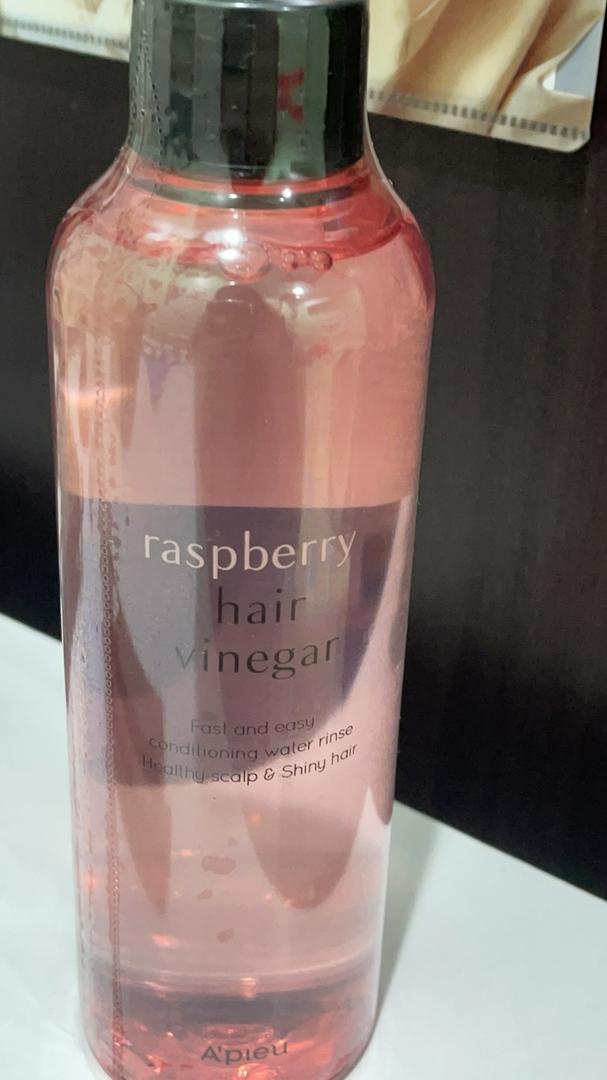 raspberry
hair
vinegar
Fast and easy
conditioning water rinse
Healthy scalp & Shiny hair
A'pieu